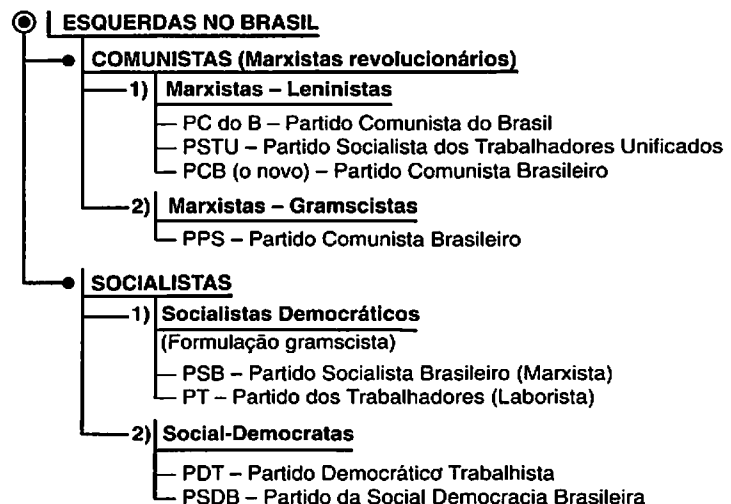 ESQUERDAS NO BRASIL
COMUNISTAS (Marxistas revolucionários)
1) Marxistas – Leninistas
PC do B – Partido Comunista do Brasil
PSTU – Partido Socialista dos Trabalhadores Unificados
PCB (o novo) – Partido Comunista Brasileiro
2) Marxistas – Gramscistas
PPS – Partido Comunista Brasileiro
SOCIALISTAS
1) Socialistas Democráticos
(Formulação gramscista)
PSB – Partido Socialista Brasileiro (Marxista)
PT – Partido dos Trabalhadores (Laborista)
2) Social-Democratas
PDT – Partido Democrático Trabalhista
PSDB – Partido da Social Democracia Brasileira